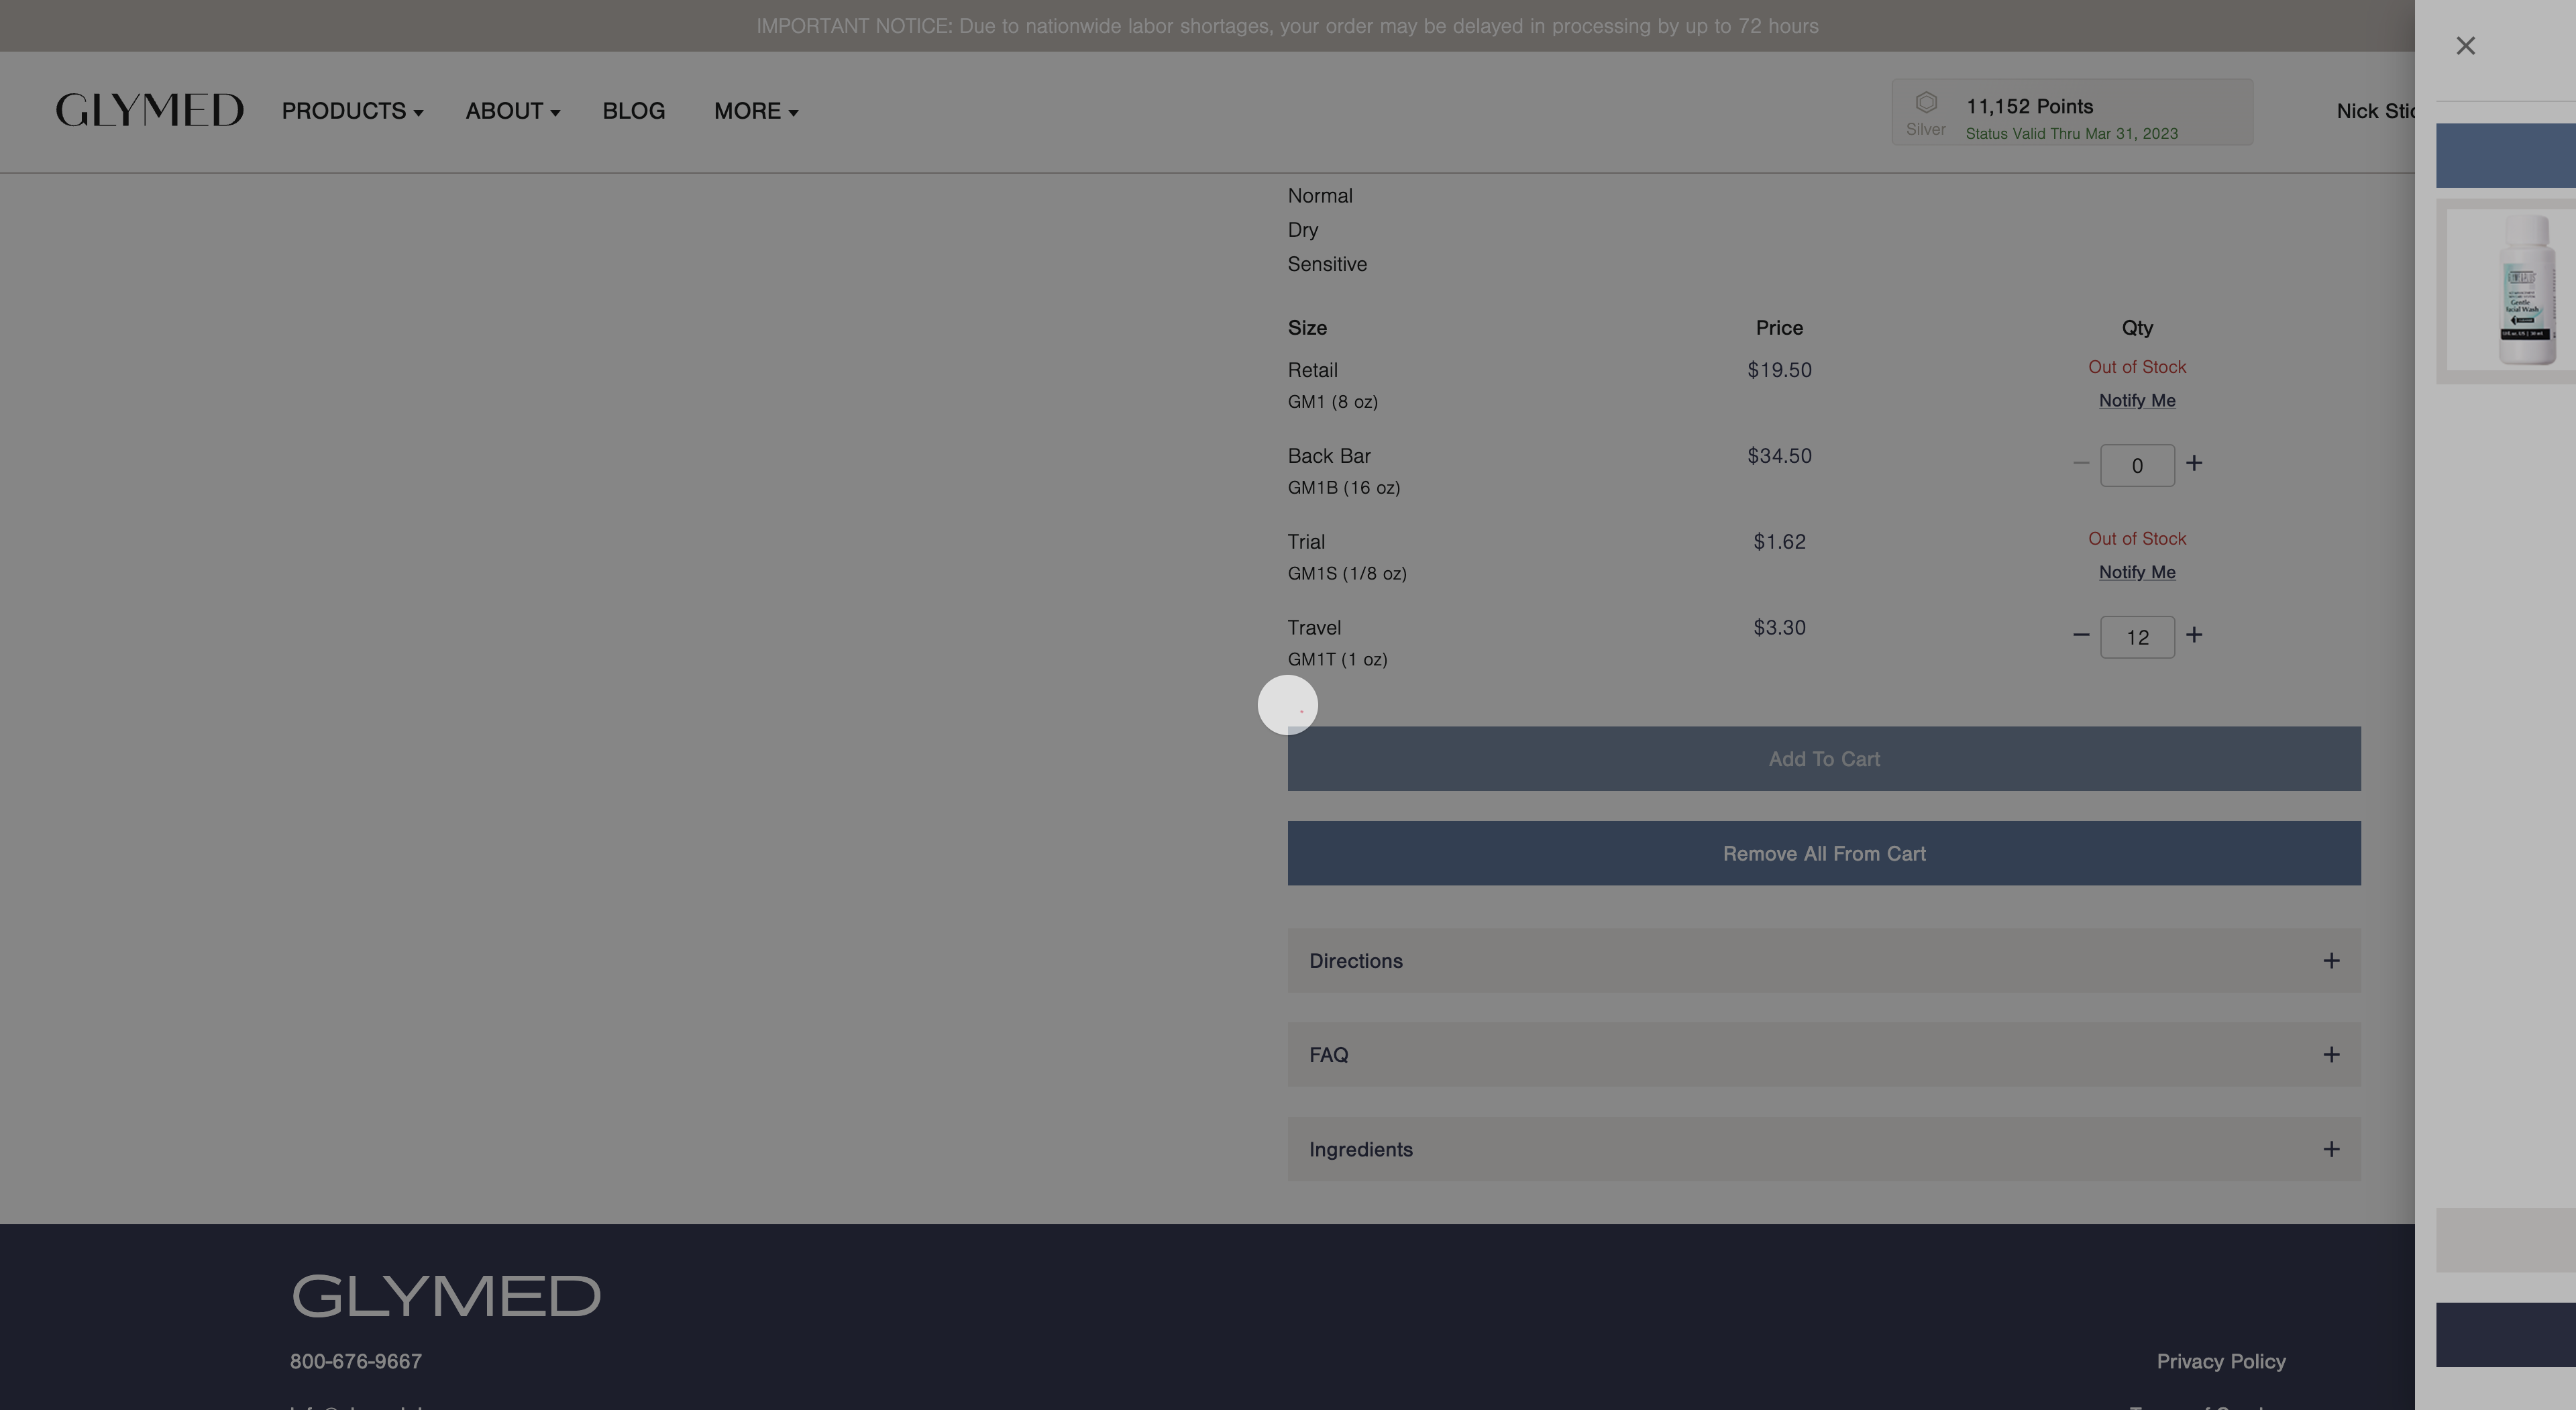 IMPORTANT NOTICE: Due to nationwide labor shortages, your order may be delayed in processing by up to 72 hours
GLYMED
PRODUCTS
ABOUT
BLOG
MORE
Silver
11,152 Points
Status Valid Thru Mar 31, 2023
Nick
Normal
Dry
Sensitive
Size Price Qty
Retail $19.50 Out of Stock
GM1 (8 oz) Notify Me
Back Bar $34.50 0
GM1B (16 oz)
Trial $1.62 Out of Stock
GM1S (1/8 oz) Notify Me
Travel $3.30 12
GM1T (1 oz)
Gentle
Facial Wash
Add To Cart
Remove All From Cart
Directions
FAQ
Ingredients
GLYMED
800-676-9667
Privacy Policy